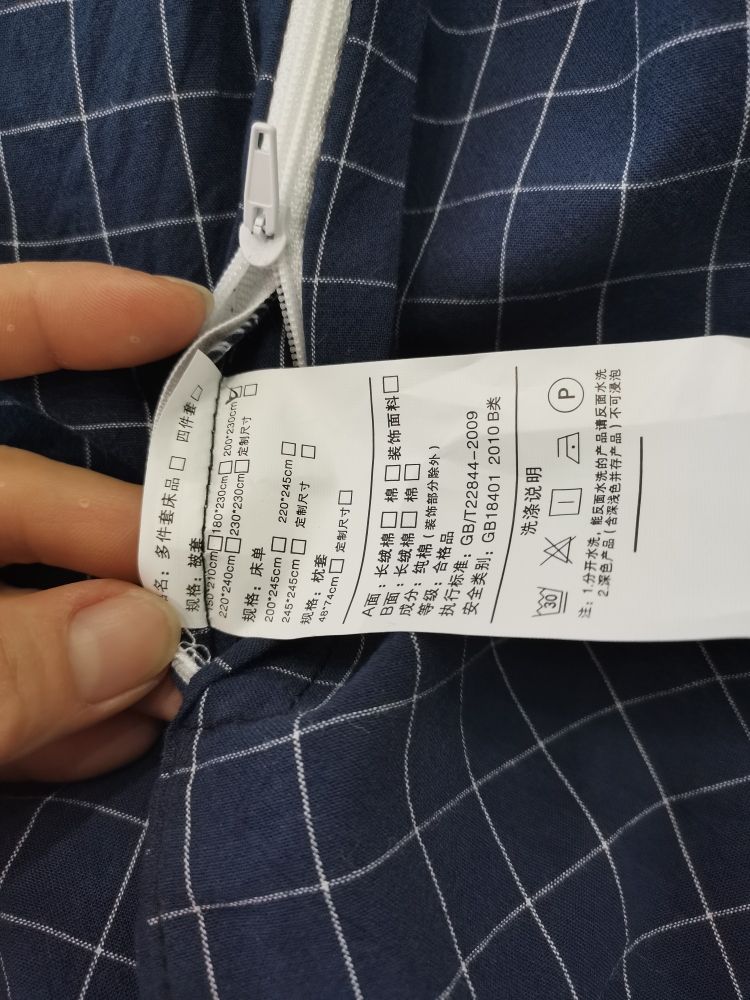 名：多件套床品□ 四件套□
规格：被套
150*210cm□180*230cm□ 200*230cm☑
220*240cm□230*230cm□ 定制尺寸□
规格：床单
200*245cm□ 220*245cm□
245*245cm□ 定制尺寸□
规格：枕套
48*74cm□ 定制尺寸□
A面：长绒棉□ 棉□装饰面料□
B面：长绒棉□ 棉□
成分：纯棉（装饰部分除外）
等级：合格品
执行标准：GB/T22844-2009
安全类别：GB18401 2010 B类
洗涤说明
30 P
注：1.分开水洗，能反面水洗的产品请反面水洗
2.深色产品（含深浅色并存产品）不可浸泡